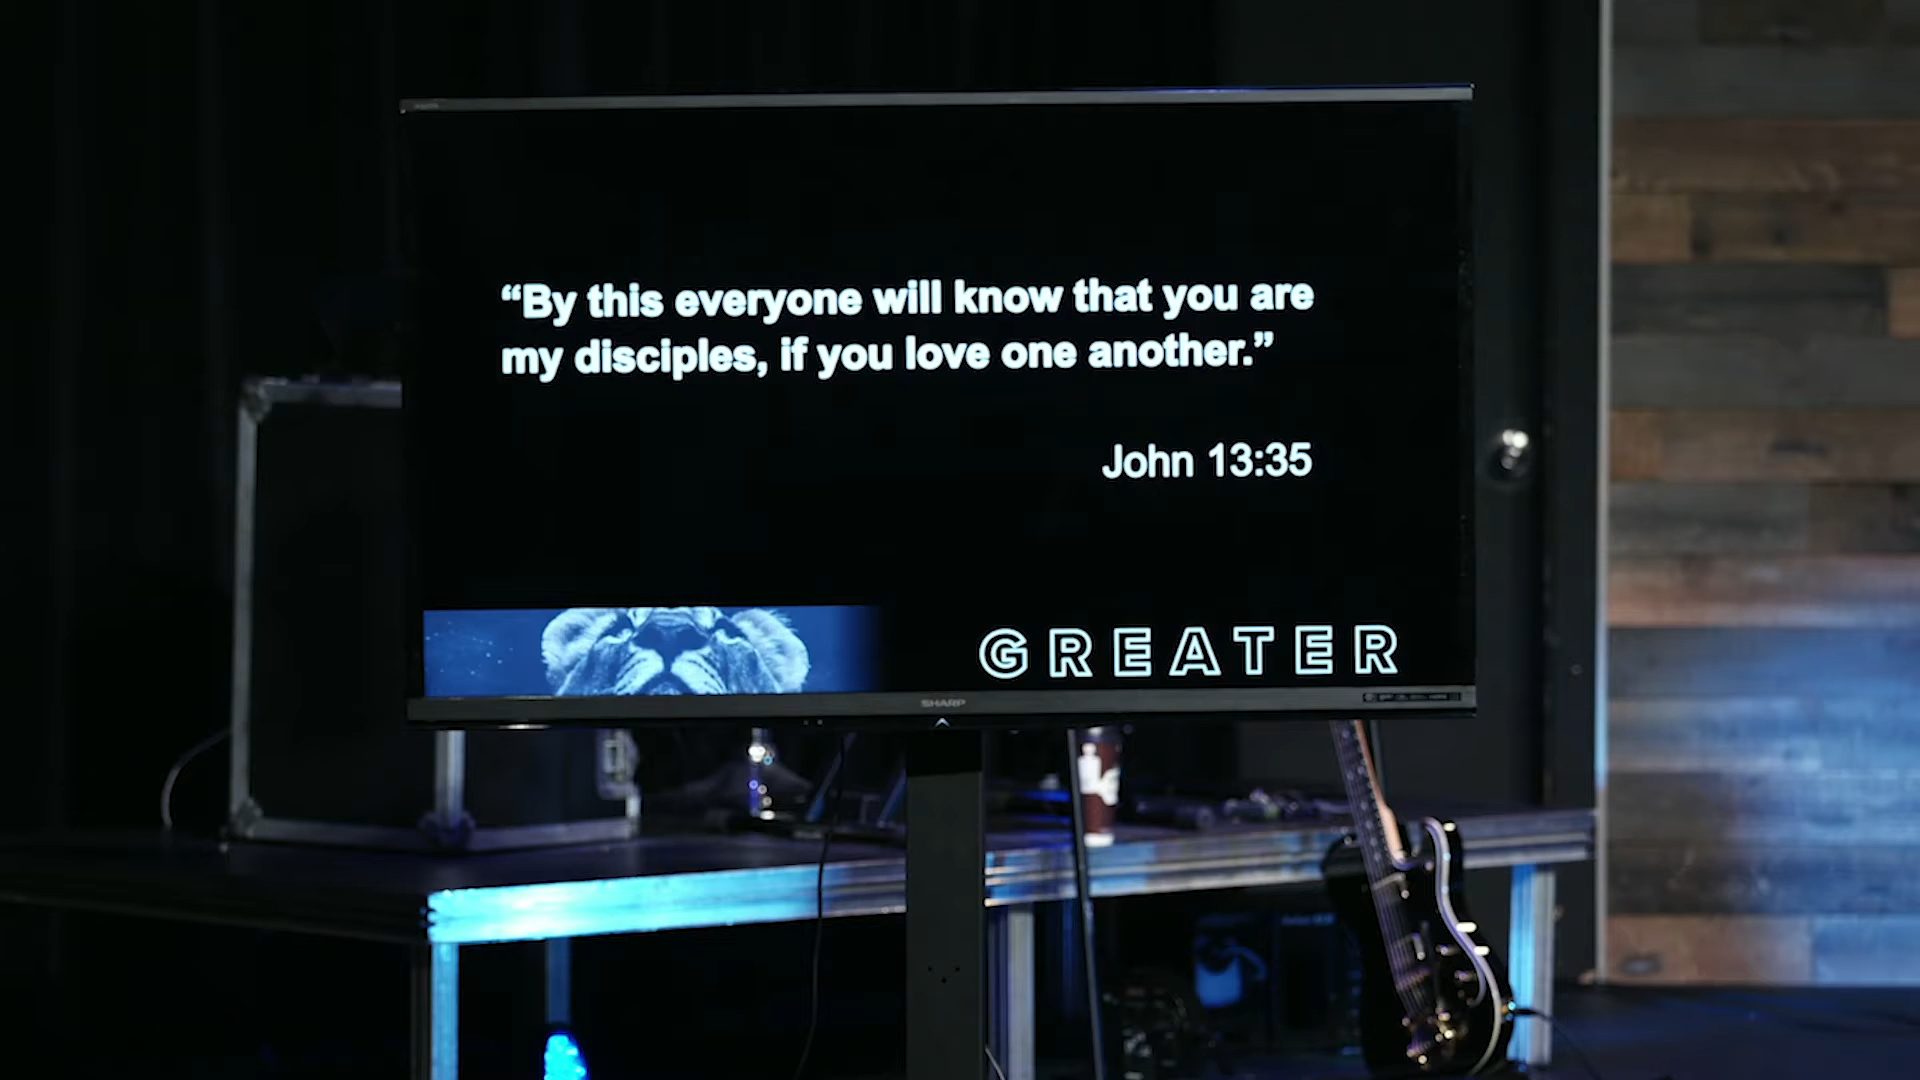 “By this everyone will know that you are
my disciples, if you love one another.”
John 13:35
GREATER
SHARP